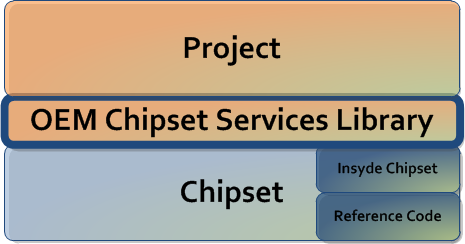 Project
OEM Chipset Services Library
Chipset
Insyde Chipset
Reference Code